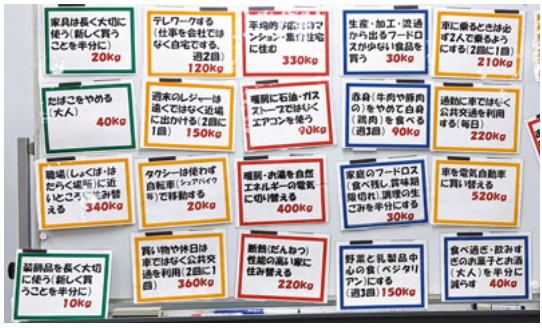 家具は長く大切に
使う(新しく買う
ことを半分に)
20kg
テレワークする
(仕事を会社では
なく自宅でする。
週2回)
120kg
平均的な広さのマ
ンション・集合住宅
に住む
330kg
生産・加工・流通
から出るフードロ
スが少ない食品を
買う 30kg
車に乗るときは必
ず2人で乗るよう
にする(2回に1回)
210kg
たばこをやめる
(大人)
40kg
週末のレジャーは
遠くではなく近場
に出かける(2回に
1回) 150kg
暖房に石油・ガス
ストーブではなく
エアコンを使う
90kg
赤身(牛肉や豚肉
の)をやめて白身
(鶏肉)を食べる
(週3回) 90kg
通勤に車ではなく
公共交通を利用
する(毎日)
220kg
職場(しょくば・は
たらく場所)に近
いところに住み替
える 340kg
タクシーは使わず
自転車(シェアバイク
等)で移動する
20kg
暖房・お湯を自然
エネルギーの電気
に切り替える
400kg
家庭のフードロス
(食べ残し、賞味期
限切れ)、調理の生
ごみを半分にする
30kg
車を電気自動車
に買い替える
520kg
装飾品を長く大切
に使う(新しく買
うことを半分に)
10kg
買い物や休日は
車ではなく公共交
通を利用(2回に1
回) 360kg
断熱(だんねつ)
性能の高い家に
住み替える
220kg
野菜と乳製品中
心の食(ベジタリ
アン)にする
(週3回) 150kg
食べ過ぎ・飲みす
ぎのお菓子とお酒
(大人)を半分に
減らす 40kg